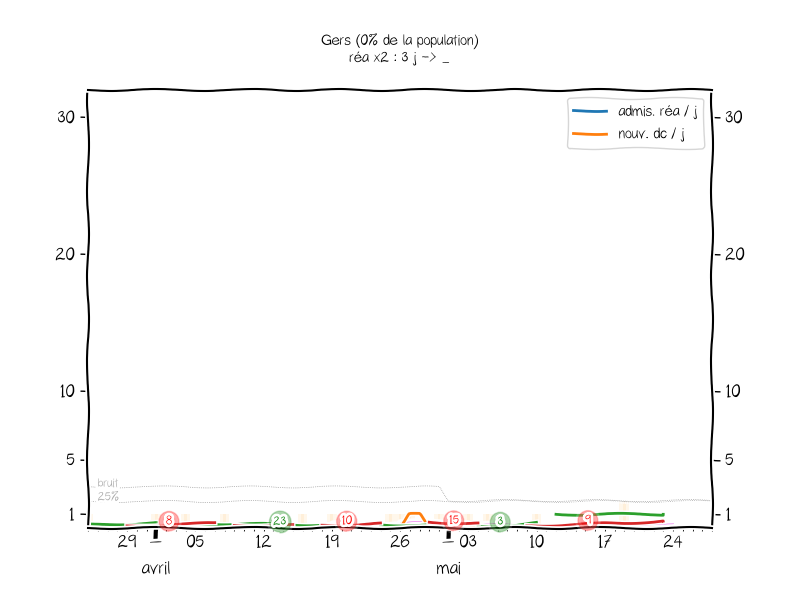 Gers (0% de la population)
réa x2 : 3 j -> _
admis. réa / j
nouv. dc / j
30 30
20 20
10 10
5 5
bruit
25%
1 1
8 23 10 15 3 9
29 05 12 19 26 03 10 17 24
avril mai